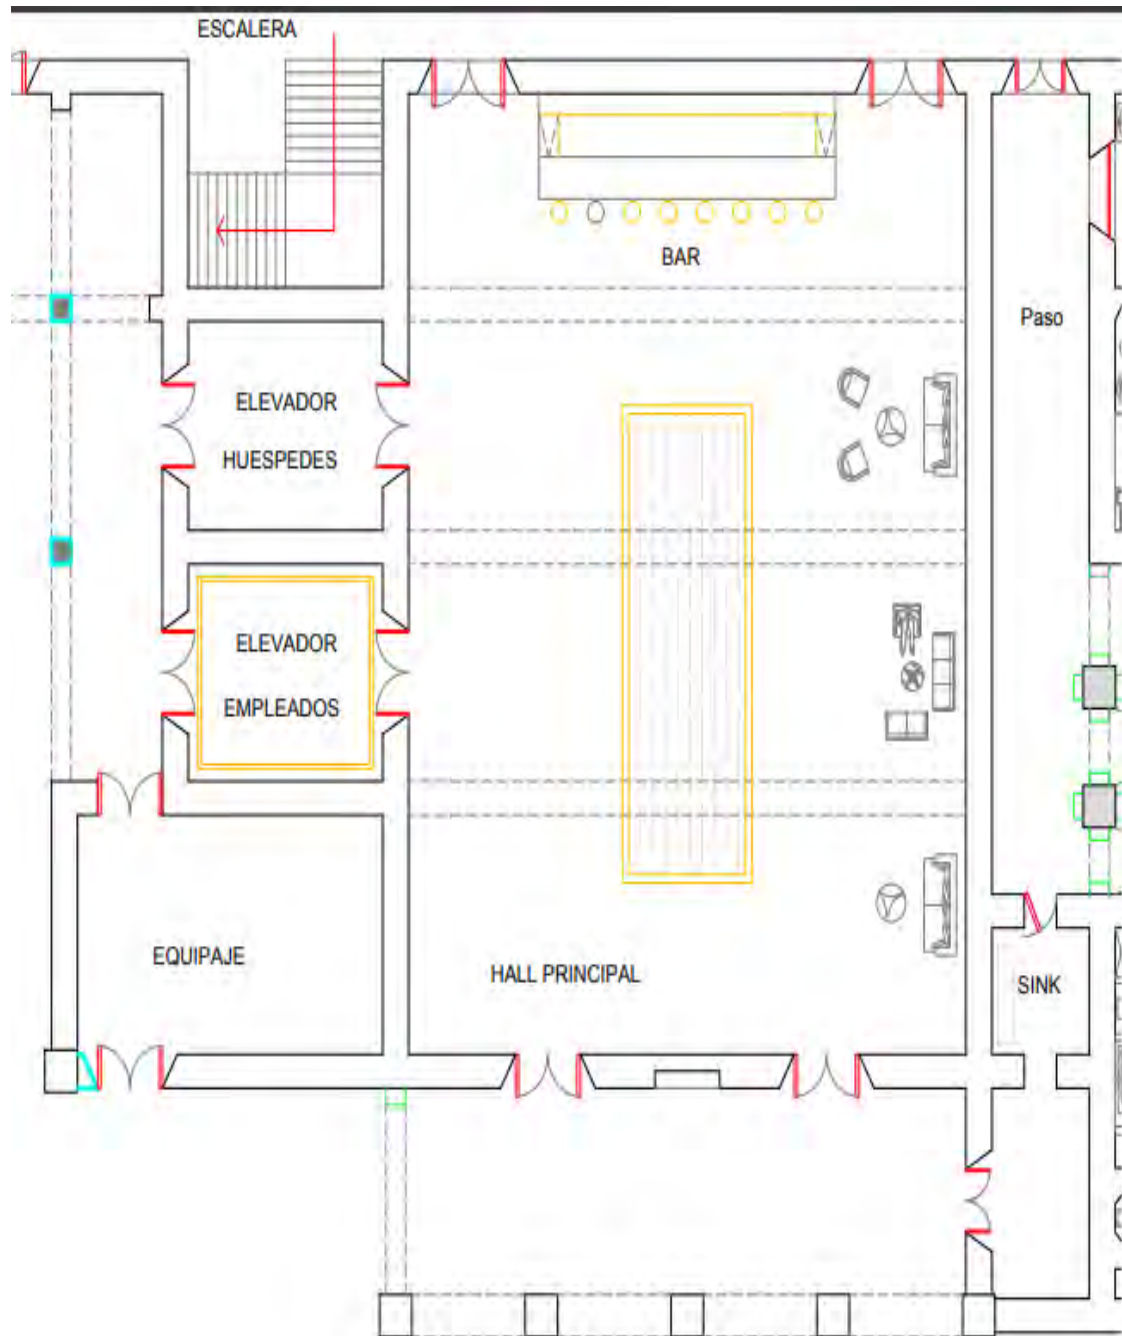 ESCALERA
BAR
Paso
ELEVADOR
HUESPEDES
ELEVADOR
EMPLEADOS
EQUIPAJE
HALL PRINCIPAL
SINK